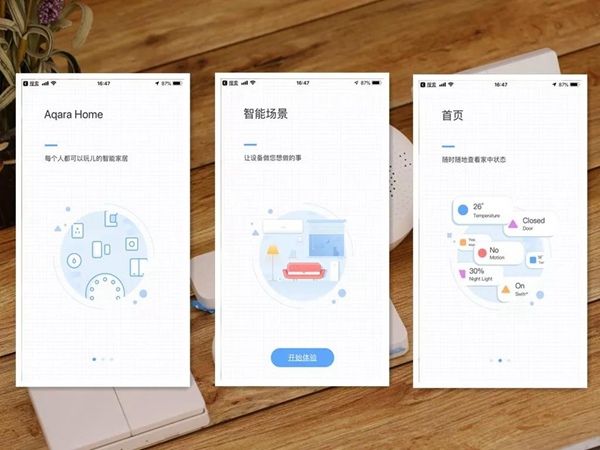 搜索 16:47 87%
Aqara Home
每个人都可以玩儿的智能家居
搜索 16:47 87%
智能场景
让设备做您想做的事
开始体验
搜索 16:47 87%
首页
随时随地查看家中状态
26°
Temperature
Closed
Door
No
Motion
30%
Night Light
On